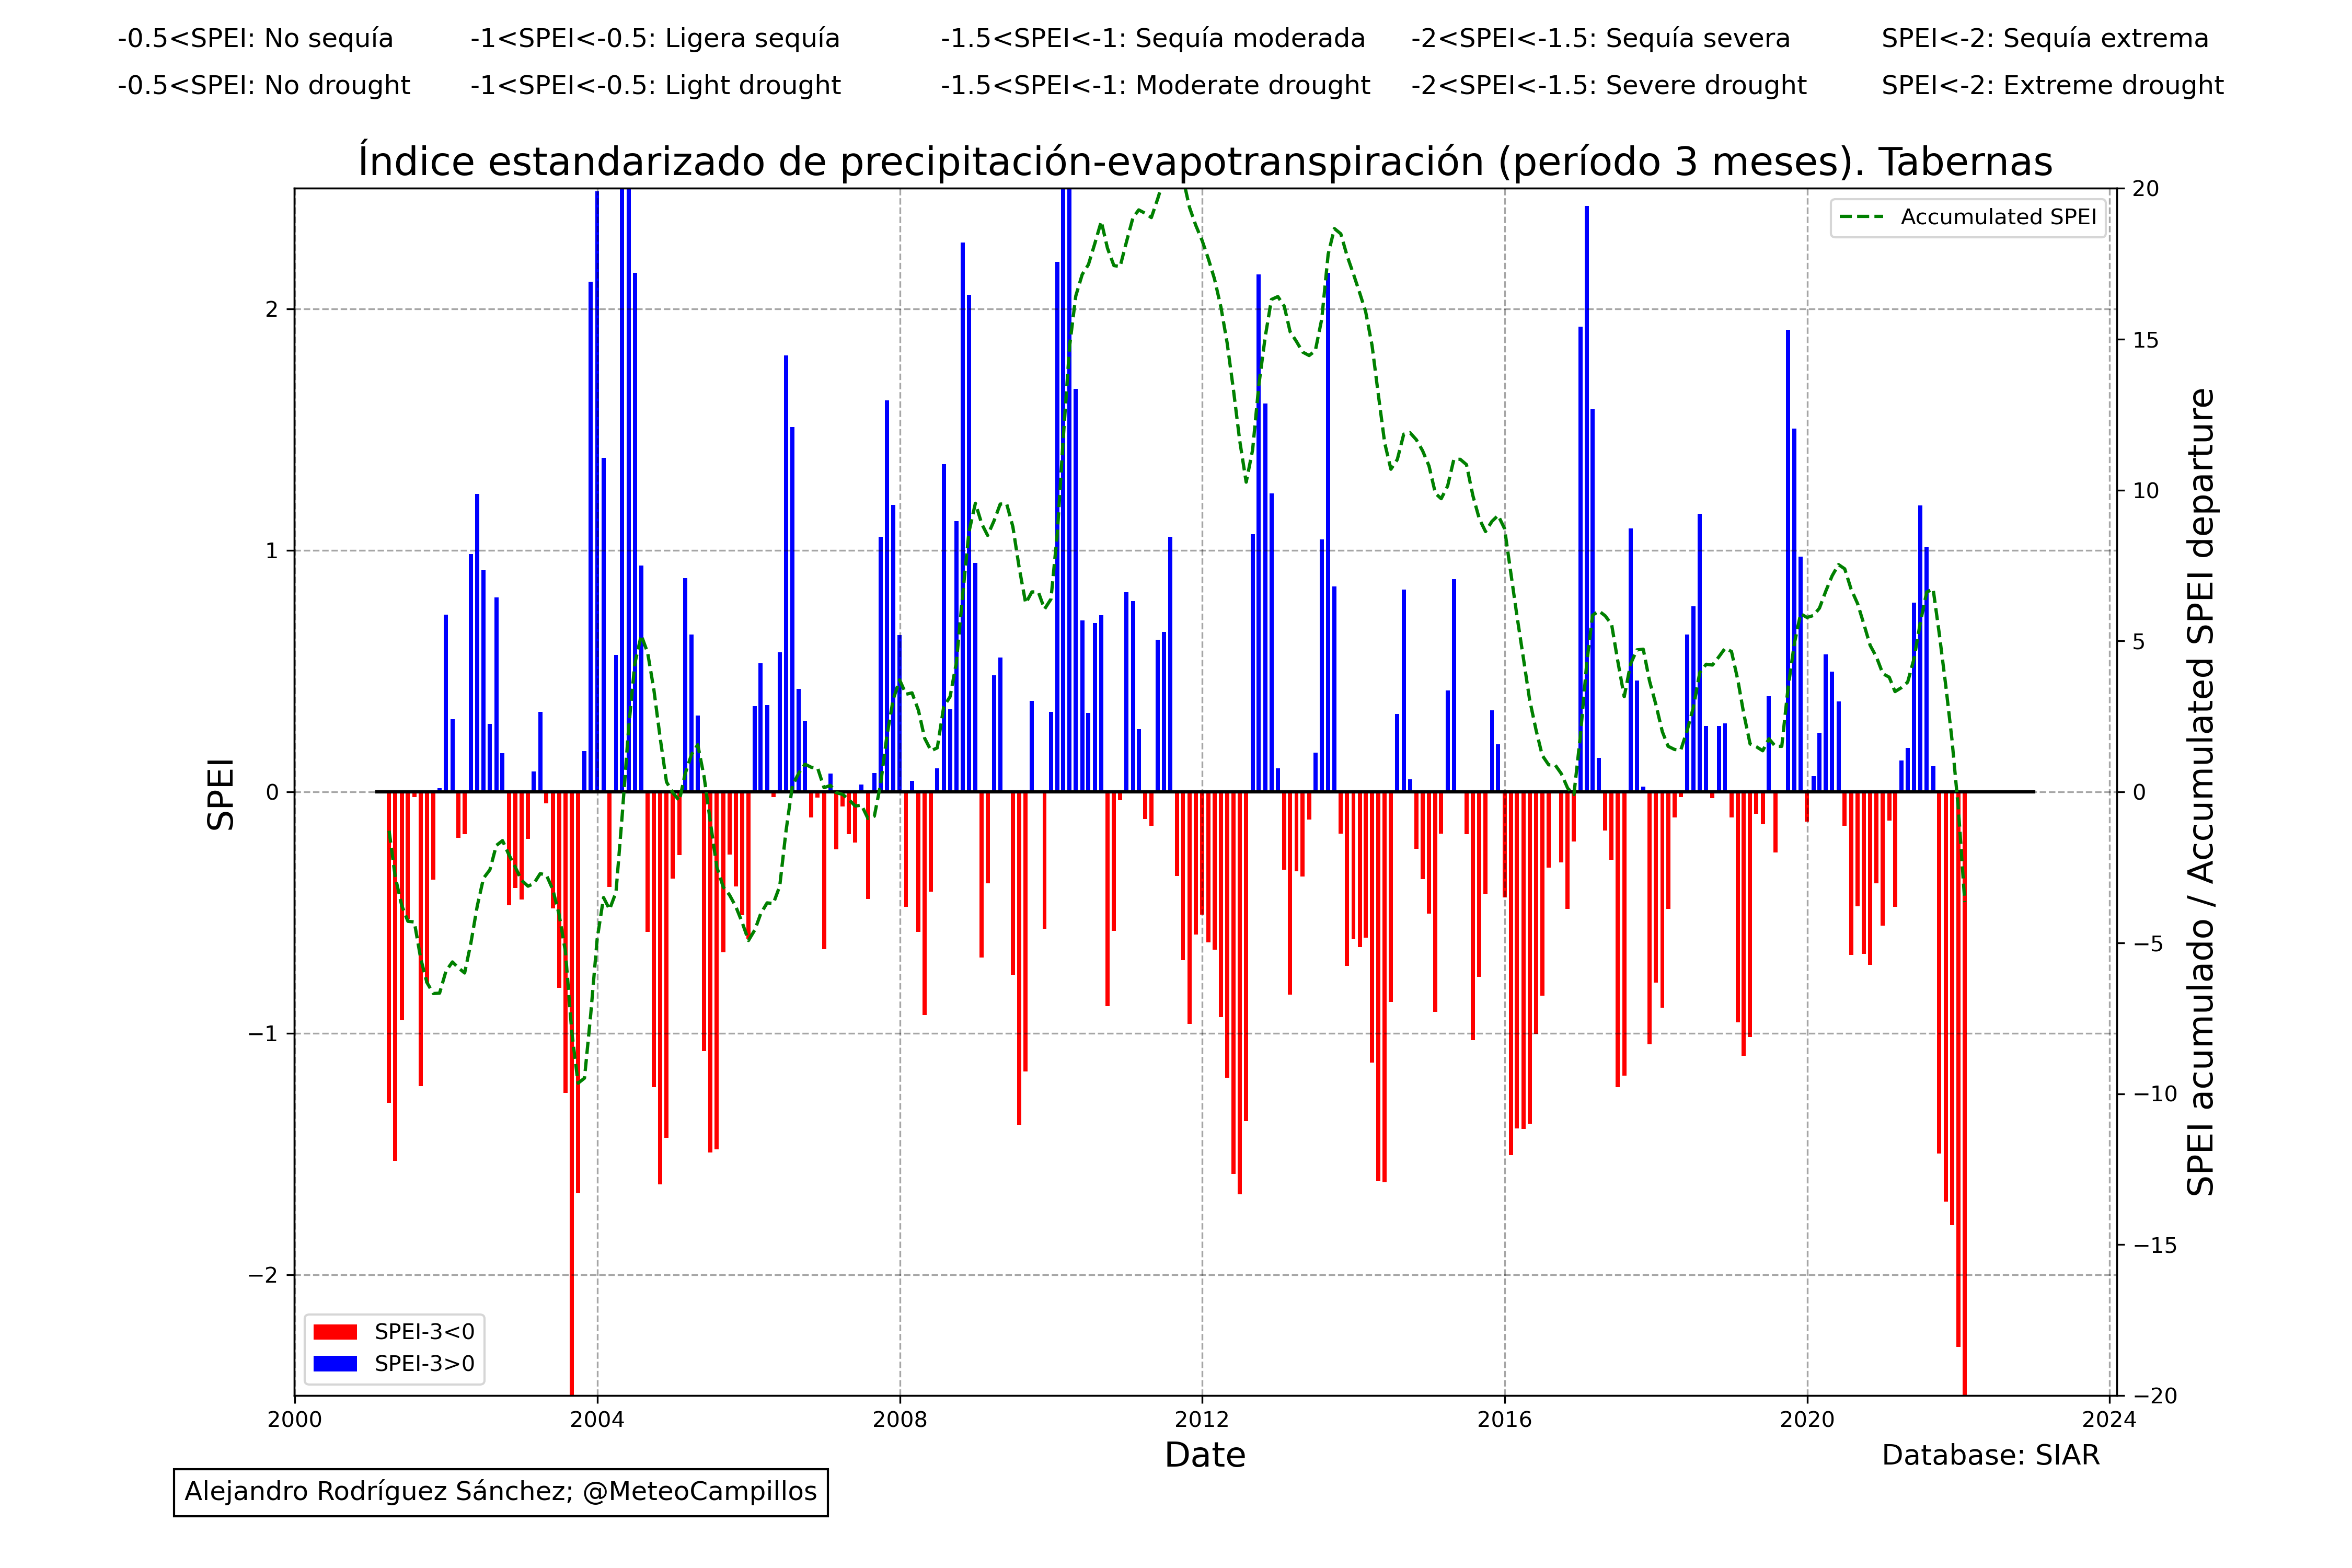 -0.5<SPEI: No sequía -1<SPEI<-0.5: Ligera sequía -1.5<SPEI<-1: Sequía moderada -2<SPEI<-1.5: Sequía severa SPEI<-2: Sequía extrema
-0.5<SPEI: No drought -1<SPEI<-0.5: Light drought -1.5<SPEI<-1: Moderate drought -2<SPEI<-1.5: Severe drought SPEI<-2: Extreme drought
Índice estandarizado de precipitación-evapotranspiración (período 3 meses). Tabernas
Accumulated SPEI
2
1
0
−1
−2
SPEI
20
15
10
5
0
−5
−10
−15
−20
SPEI acumulado / Accumulated SPEI departure
SPEI-3<0
SPEI-3>0
2000 2004 2008 2012 2016 2020 2024
Date
Database: SIAR
Alejandro Rodríguez Sánchez; @MeteoCampillos